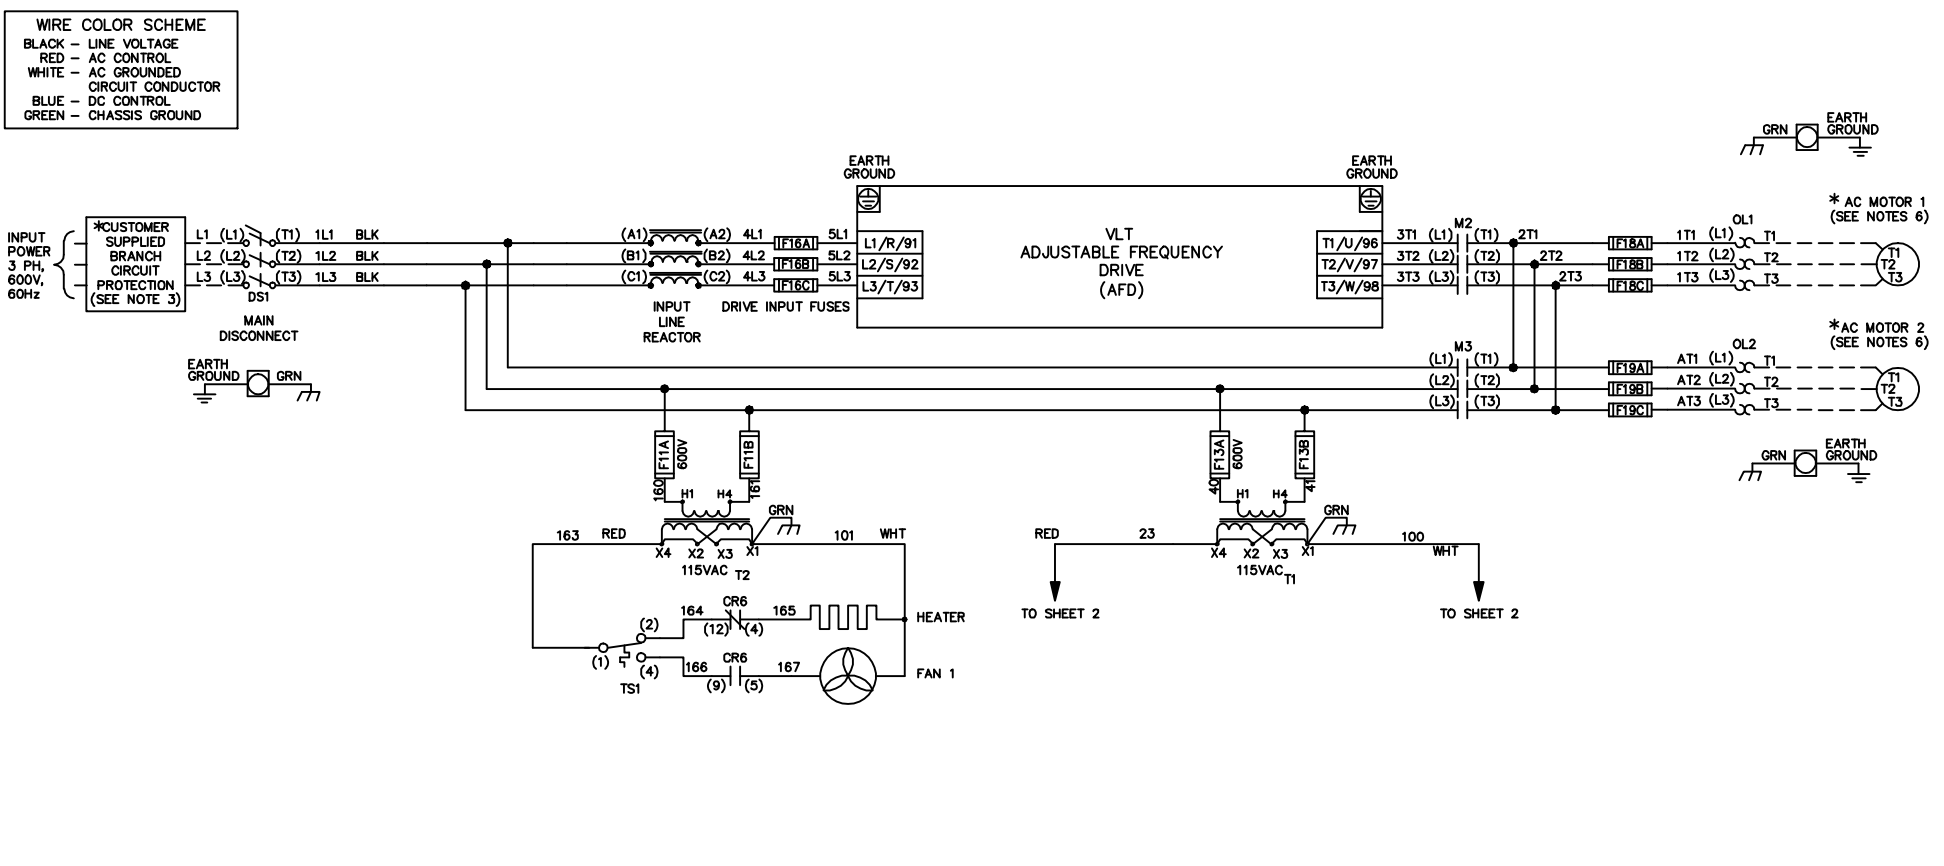 WIRE COLOR SCHEME
BLACK – LINE VOLTAGE
RED – AC CONTROL
WHITE – AC GROUNDED
CIRCUIT CONDUCTOR
BLUE – DC CONTROL
GREEN – CHASSIS GROUND
GRN
EARTH
GROUND
EARTH
GROUND
EARTH
GROUND
INPUT
POWER
3 PH,
600V,
60Hz
*CUSTOMER
SUPPLIED
BRANCH
CIRCUIT
PROTECTION
(SEE NOTE 3)
L1 (L1) (T1) 1L1 BLK
L2 (L2) (T2) 1L2 BLK
L3 (L3) (T3) 1L3 BLK
DS1
MAIN
DISCONNECT
EARTH
GROUND
GRN
(A1) (A2) 4L1 F16A 5L1 L1/R/91
(B1) (B2) 4L2 F16B 5L2 L2/S/92
(C1) (C2) 4L3 F16C 5L3 L3/T/93
INPUT
LINE
REACTOR
DRIVE INPUT FUSES
VLT
ADJUSTABLE FREQUENCY
DRIVE
(AFD)
M2
T1/U/96 3T1 (L1) (T1) 2T1 F18A 1T1 (L1) T1
T2/V/97 3T2 (L2) (T2) 2T2 F18B 1T2 (L2) T2
T3/W/98 3T3 (L3) (T3) 2T3 F18C 1T3 (L3) T3
OL1
* AC MOTOR 1
(SEE NOTES 6)
T1
T2
T3
M3
(L1) (T1) F19A AT1 (L1) T1
(L2) (T2) F19B AT2 (L2) T2
(L3) (T3) F19C AT3 (L3) T3
OL2
* AC MOTOR 2
(SEE NOTES 6)
T1
T2
T3
GRN
EARTH
GROUND
F11A
600V
F11B
160
161
H1 H4
GRN
163 RED
101 WHT
X4 X2 X3 X1
115VAC T2
F13A
600V
F13B
40
41
H1 H4
GRN
RED 23
100
WHT
X4 X2 X3 X1
115VAC T1
TO SHEET 2
TO SHEET 2
164 CR6 165
(12) (4)
HEATER
(2)
(1)
(4)
TS1
166 CR6 167
(9) (5)
FAN 1